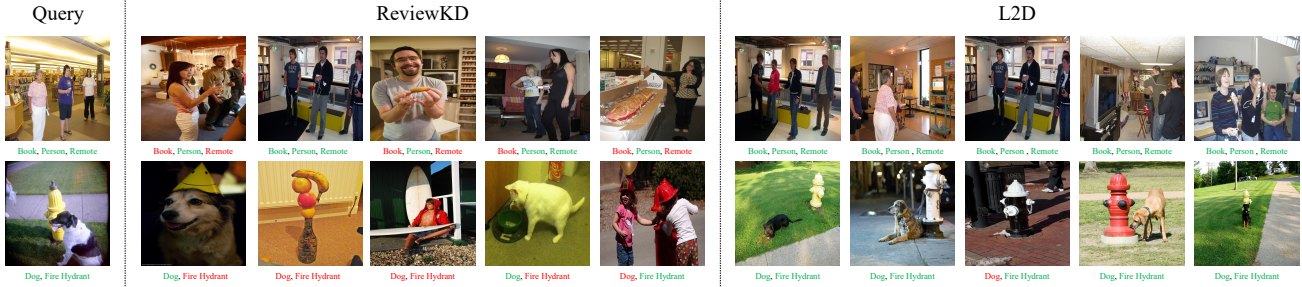 Query ReviewKD L2D
Book, Person, Remote Book, Person, Remote Book, Person, Remote Book, Person, Remote Book, Person, Remote Book, Person, Remote Book, Person, Remote Book, Person , Remote Book, Person , Remote Book, Person , Remote Book, Person , Remote
Dog, Fire Hydrant Dog, Fire Hydrant Dog, Fire Hydrant Dog, Fire Hydrant Dog, Fire Hydrant Dog, Fire Hydrant Dog, Fire Hydrant Dog, Fire Hydrant Dog, Fire Hydrant Dog, Fire Hydrant Dog, Fire Hydrant